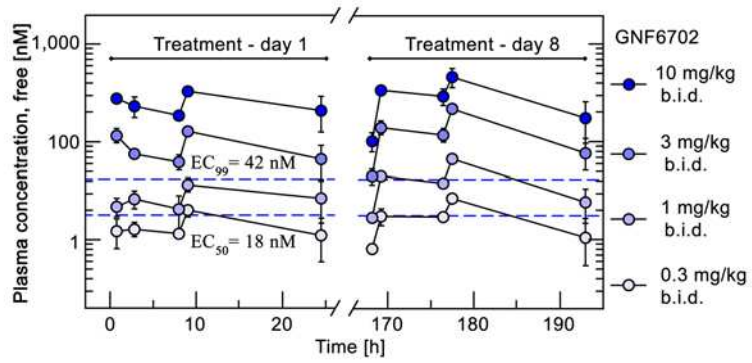 Treatment - day 1
Treatment - day 8
GNF6702
Plasma concentration, free [nM]
1,000
100
1
EC99= 42 nM
EC50= 18 nM
10 mg/kg
b.i.d.
3 mg/kg
b.i.d.
1 mg/kg
b.i.d.
0.3 mg/kg
b.i.d.
0
10
20
170
180
190
Time [h]